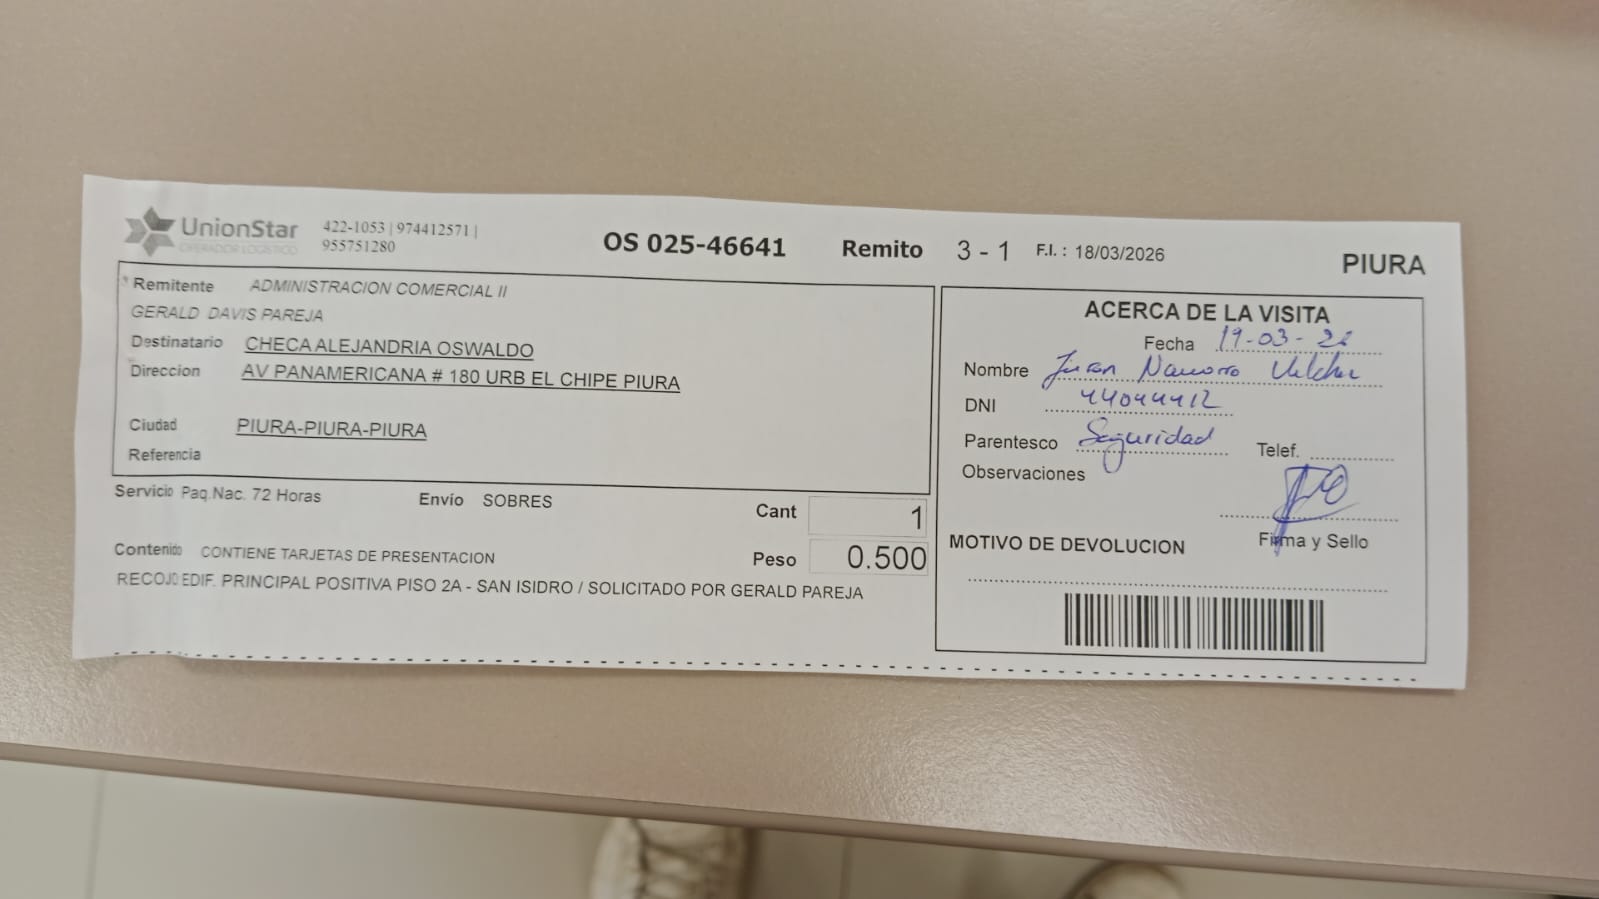 UnionStar
OPERADOR LOGISTICO
422-1053 | 974412571 |
955751280
OS 025-46641 Remito 3 - 1 F.I. : 18/03/2026 PIURA
Remitente ADMINISTRACION COMERCIAL II
GERALD DAVIS PAREJA
Destinatario CHECA ALEJANDRIA OSWALDO
Direccion AV PANAMERICANA # 180 URB EL CHIPE PIURA
Ciudad PIURA-PIURA-PIURA
Referencia
Servicio Paq.Nac. 72 Horas Envío SOBRES Cant 1
Contenido CONTIENE TARJETAS DE PRESENTACION Peso 0.500
RECOJO EDIF. PRINCIPAL POSITIVA PISO 2A - SAN ISIDRO / SOLICITADO POR GERALD PAREJA
ACERCA DE LA VISITA
Fecha 19-03-26
Nombre Juan Navarro
DNI 44044412
Parentesco Seguridad Telef.
Observaciones
Firma y Sello
MOTIVO DE DEVOLUCION